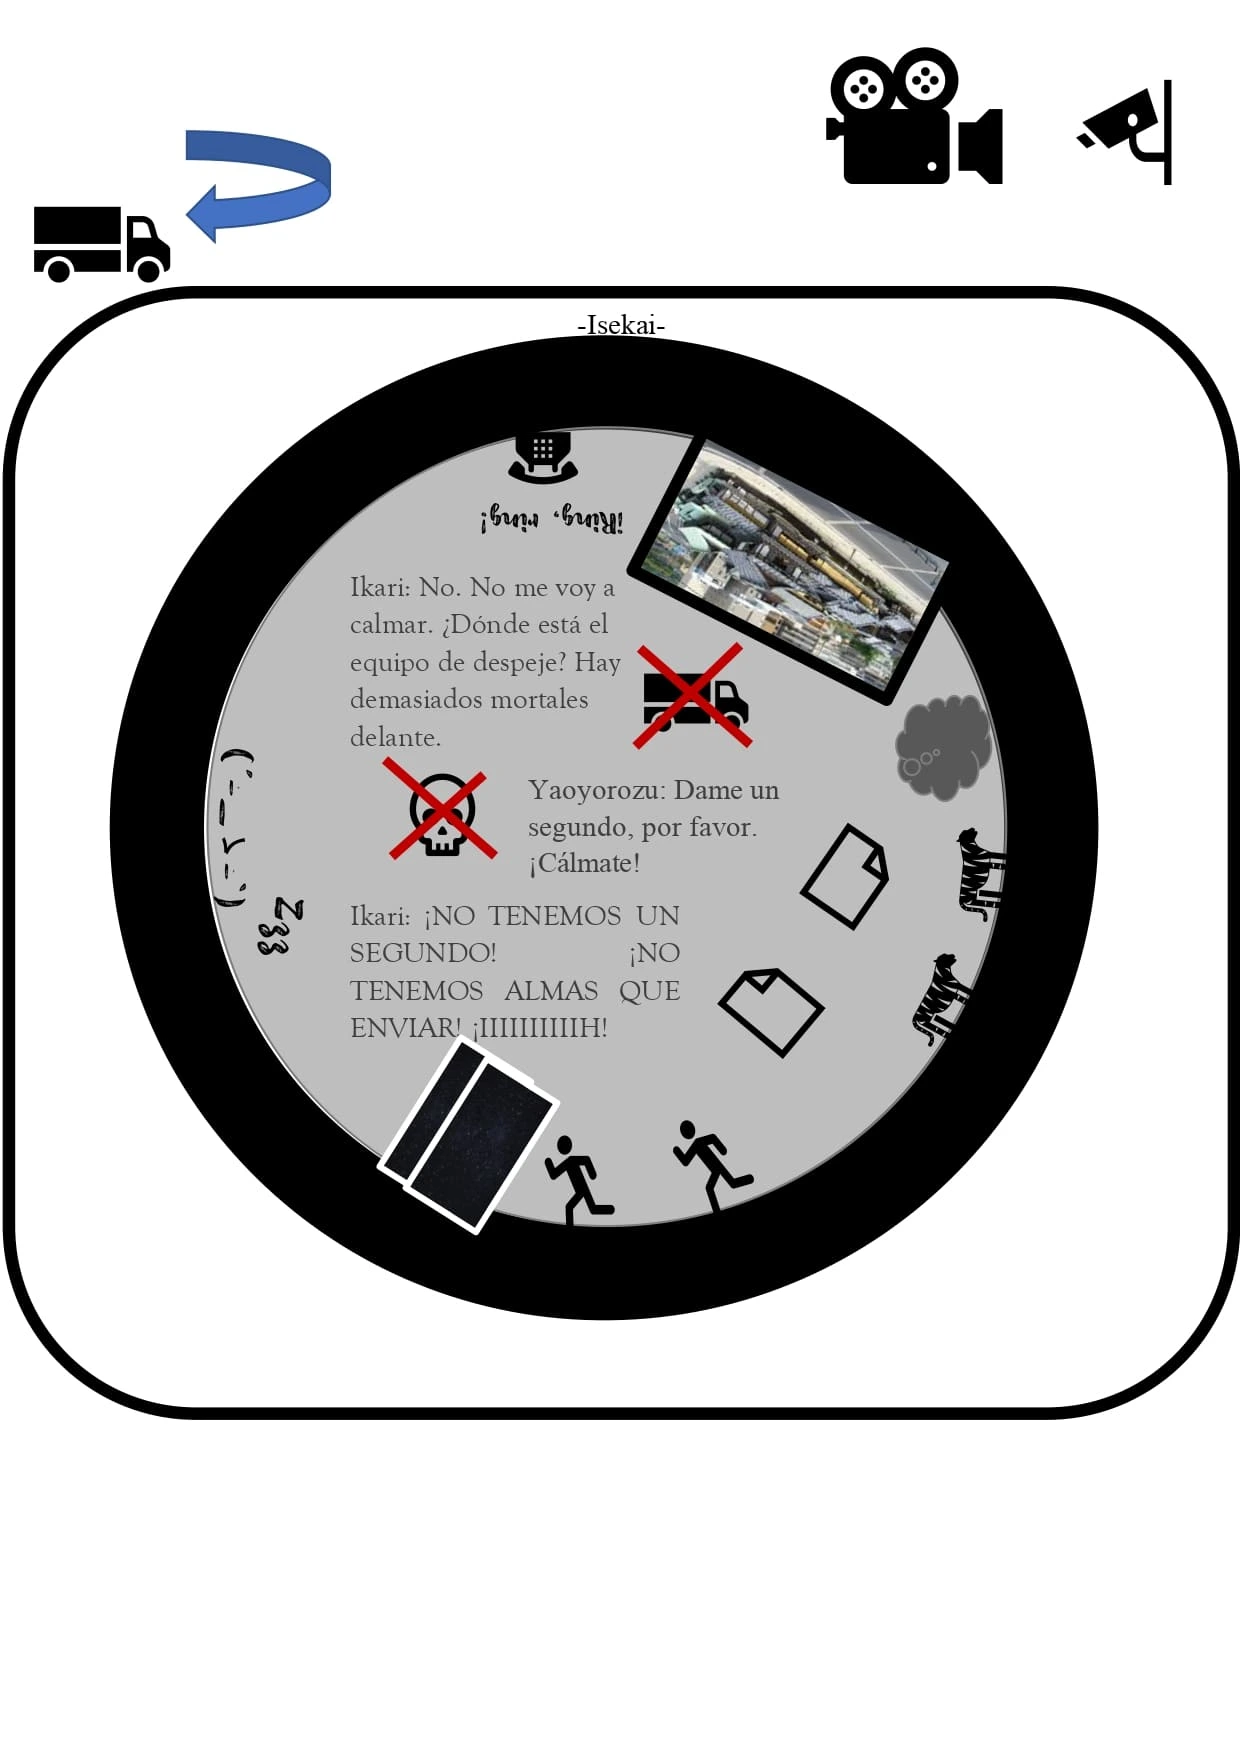 -Isekai-
¡Ring, ring!
Ikari: No. No me voy a
calmar. ¿Dónde está el
equipo de despeje? Hay
demasiados mortales
delante.
Yaoyorozu: Dame un
segundo, por favor.
¡Cálmate!
Zzz
Ikari: ¡NO TENEMOS UN
SEGUNDO! ¡NO
TENEMOS ALMAS QUE
ENVIAR! ¡IIIIIIIIIIH!